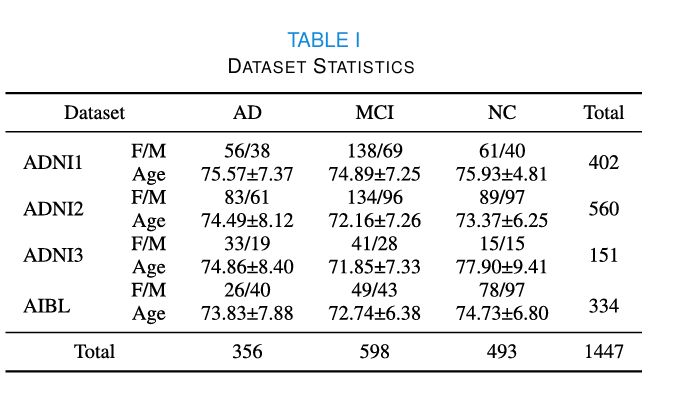 TABLE I
DATASET STATISTICS
Dataset AD MCI NC Total
F/M 56/38 138/69 61/40
ADNI1 402
Age 75.57±7.37 74.89±7.25 75.93±4.81
F/M 83/61 134/96 89/97
ADNI2 560
Age 74.49±8.12 72.16±7.26 73.37±6.25
F/M 33/19 41/28 15/15
ADNI3 151
Age 74.86±8.40 71.85±7.33 77.90±9.41
F/M 26/40 49/43 78/97
AIBL 334
Age 73.83±7.88 72.74±6.38 74.73±6.80
Total 356 598 493 1447